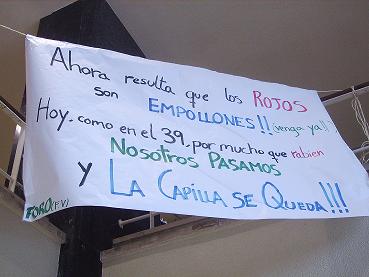 Ahora resulta que los ROJOS
son EMPOLLONES!! (venga ya!!)
Hoy, como en el 39, por mucho que rabien
NOSOTROS PASAMOS
y LA CAPILLA SE QUEDA!!!
FORO (FV)